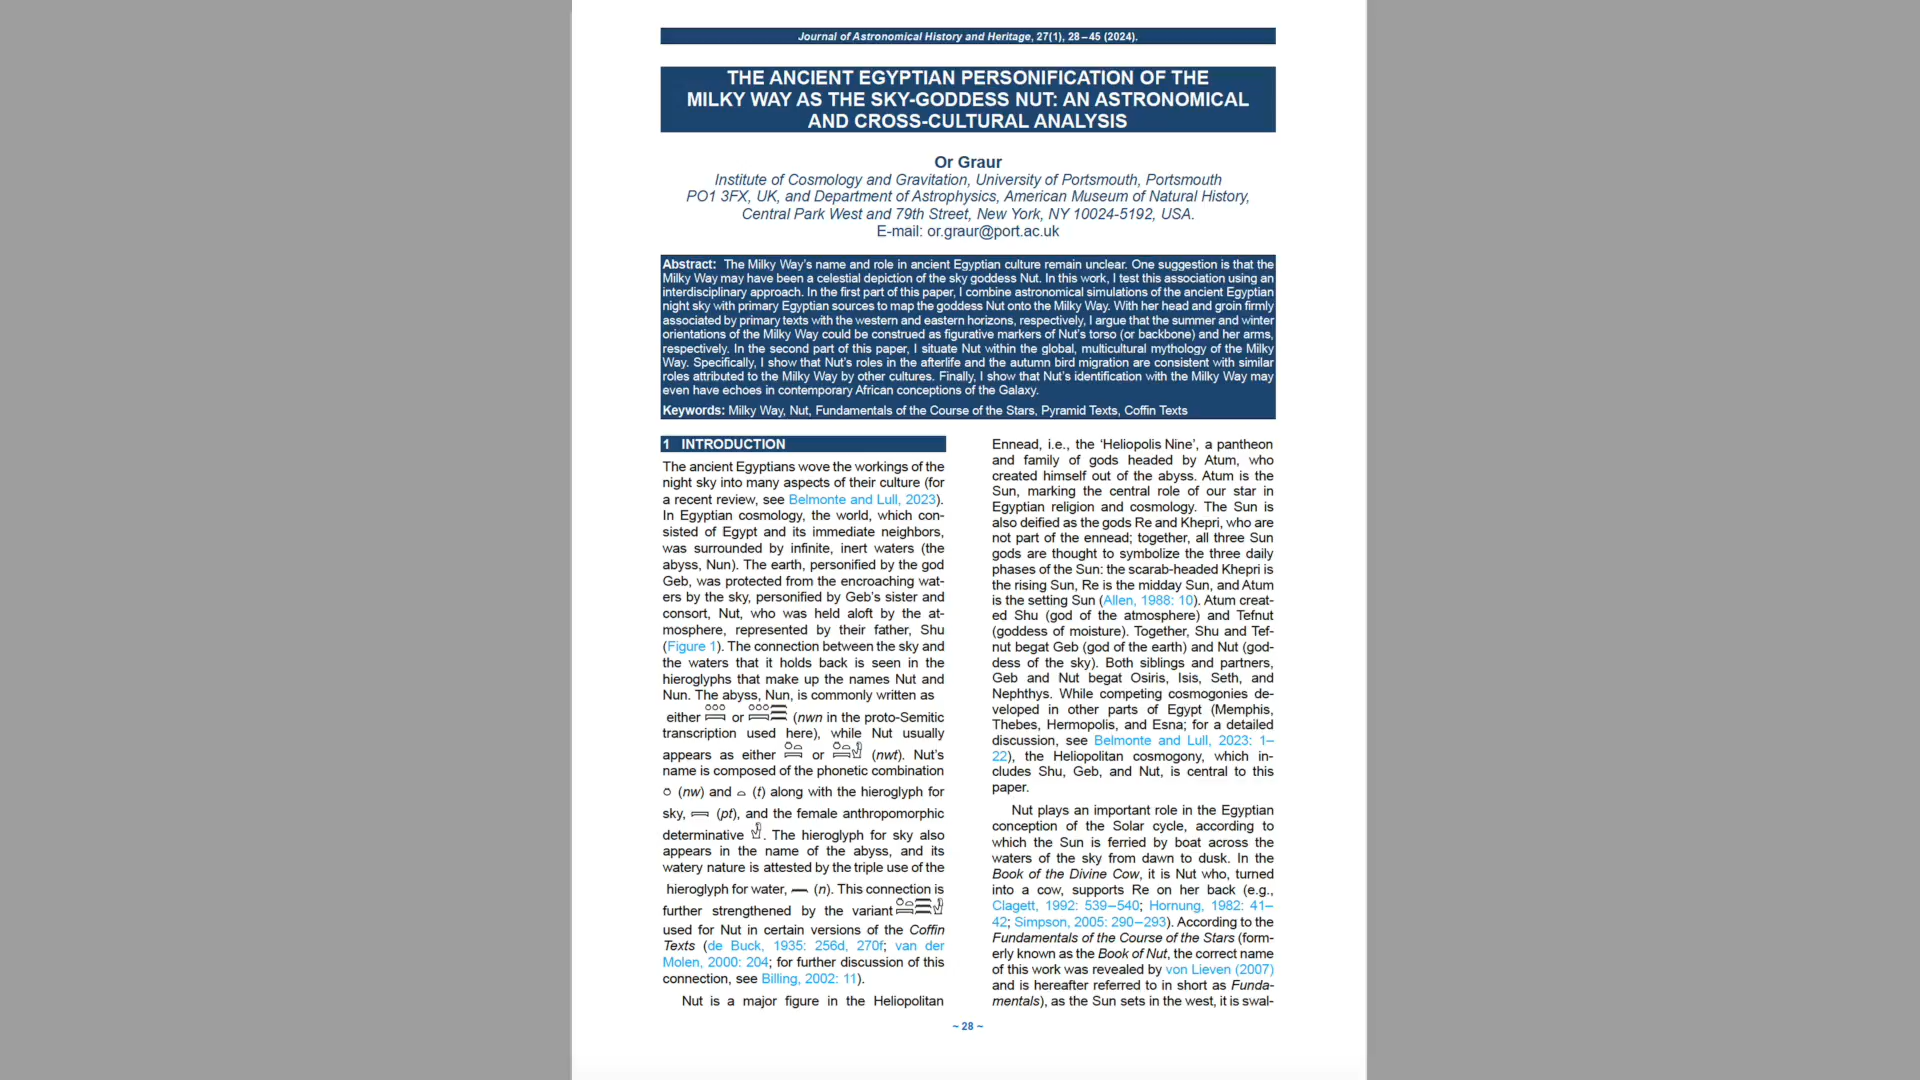 Journal of Astronomical History and Heritage, 27(1), 28–45 (2024).
THE ANCIENT EGYPTIAN PERSONIFICATION OF THE
MILKY WAY AS THE SKY-GODDESS NUT: AN ASTRONOMICAL
AND CROSS-CULTURAL ANALYSIS
Or Graur
Institute of Cosmology and Gravitation, University of Portsmouth, Portsmouth
PO1 3FX, UK, and Department of Astrophysics, American Museum of Natural History,
Central Park West and 79th Street, New York, NY 10024-5192, USA.
E-mail: or.graur@port.ac.uk
Abstract: The Milky Way's name and role in ancient Egyptian culture remain unclear. One suggestion is that the
Milky Way may have been a celestial depiction of the sky goddess Nut. In this work, I test this association using an
interdisciplinary approach. In the first part of this paper, I combine astronomical simulations of the ancient Egyptian
night sky with primary Egyptian sources to map the goddess Nut onto the Milky Way. With her head and groin firmly
associated by primary texts with the western and eastern horizons, respectively, I argue that the summer and winter
orientations of the Milky Way could be construed as figurative markers of Nut's torso (or backbone) and her arms,
respectively. In the second part of this paper, I situate Nut within the global, multicultural mythology of the Milky
Way. Specifically, I show that Nut's roles in the afterlife and the autumn bird migration are consistent with similar
roles attributed to the Milky Way by other cultures. Finally, I show that Nut's identification with the Milky Way may
even have echoes in contemporary African conceptions of the Galaxy.
Keywords: Milky Way, Nut, Fundamentals of the Course of the Stars, Pyramid Texts, Coffin Texts
1 INTRODUCTION
The ancient Egyptians wove the workings of the
night sky into many aspects of their culture (for
a recent review, see Belmonte and Lull, 2023).
In Egyptian cosmology, the world, which con-
sisted of Egypt and its immediate neighbors,
was surrounded by infinite, inert waters (the
abyss, Nun). The earth, personified by the god
Geb, was protected from the encroaching wat-
ers by the sky, personified by Geb's sister and
consort, Nut, who was held aloft by the at-
mosphere, represented by their father, Shu
(Figure 1). The connection between the sky and
the waters that it holds back is seen in the
hieroglyphs that make up the names Nut and
Nun. The abyss, Nun, is commonly written as
either or (nwn in the proto-Semitic
transcription used here), while Nut usually
appears as either or (nwt). Nut's
name is composed of the phonetic combination
(nw) and (t) along with the hieroglyph for
sky, (pt), and the female anthropomorphic
determinative . The hieroglyph for sky also
appears in the name of the abyss, and its
watery nature is attested by the triple use of the
hieroglyph for water, (n). This connection is
further strengthened by the variant
used for Nut in certain versions of the Coffin
Texts (de Buck, 1935: 256d, 270f; van der
Molen, 2000: 204; for further discussion of this
connection, see Billing, 2002: 11).
Nut is a major figure in the Heliopolitan
Ennead, i.e., the 'Heliopolis Nine', a pantheon
and family of gods headed by Atum, who
created himself out of the abyss. Atum is the
Sun, marking the central role of our star in
Egyptian religion and cosmology. The Sun is
also deified as the gods Re and Khepri, who are
not part of the ennead; together, all three Sun
gods are thought to symbolize the three daily
phases of the Sun: the scarab-headed Khepri is
the rising Sun, Re is the midday Sun, and Atum
is the setting Sun (Allen, 1988: 10). Atum creat-
ed Shu (god of the atmosphere) and Tefnut
(goddess of moisture). Together, Shu and Tef-
nut begat Geb (god of the earth) and Nut (god-
dess of the sky). Both siblings and partners,
Geb and Nut begat Osiris, Isis, Seth, and
Nephthys. While competing cosmogonies de-
veloped in other parts of Egypt (Memphis,
Thebes, Hermopolis, and Esna; for a detailed
discussion, see Belmonte and Lull, 2023: 1–
22), the Heliopolitan cosmogony, which in-
cludes Shu, Geb, and Nut, is central to this
paper.
Nut plays an important role in the Egyptian
conception of the Solar cycle, according to
which the Sun is ferried by boat across the
waters of the sky from dawn to dusk. In the
Book of the Divine Cow, it is Nut who, turned
into a cow, supports Re on her back (e.g.,
Clagett, 1992: 539–540; Hornung, 1982: 41–
42; Simpson, 2005: 290–293). According to the
Fundamentals of the Course of the Stars (form-
erly known as the Book of Nut, the correct name
of this work was revealed by von Lieven (2007)
and is hereafter referred to in short as Funda-
mentals), as the Sun sets in the west, it is swal-
~ 28 ~